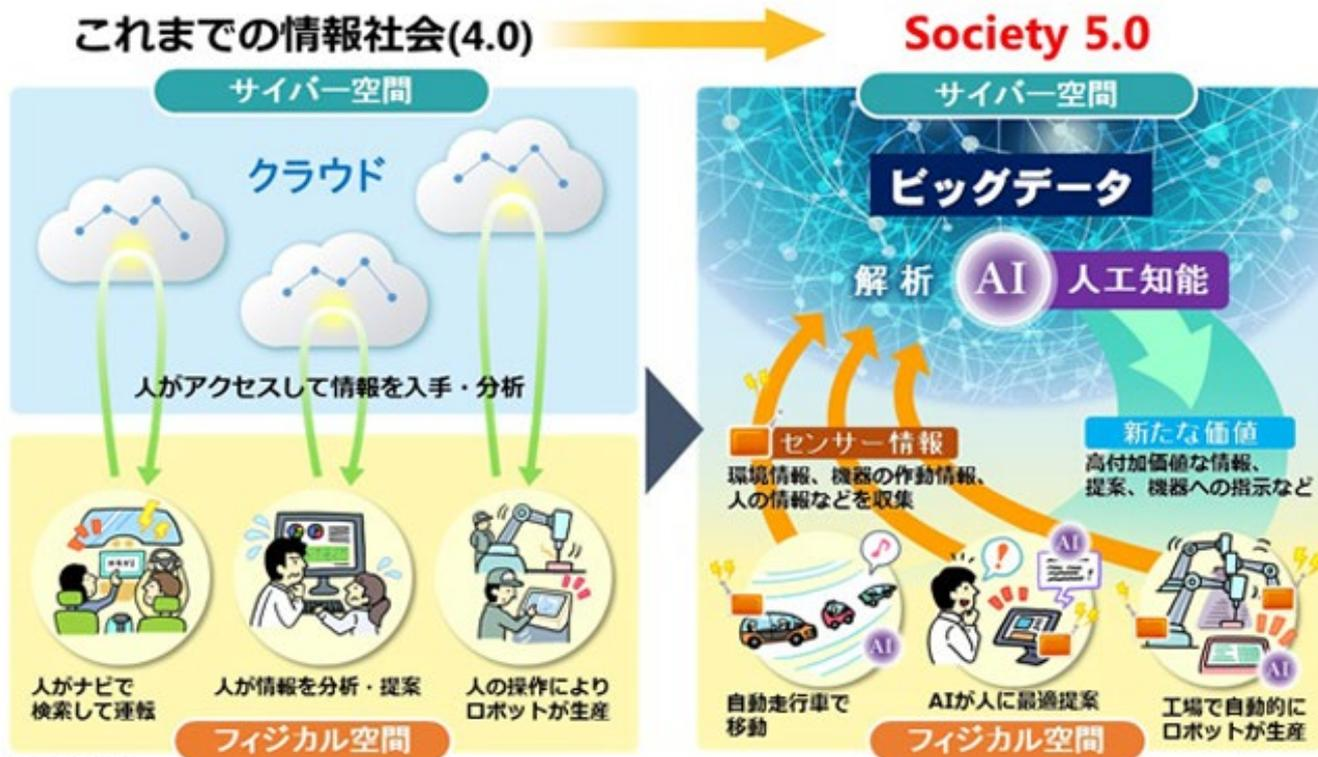 これまでの情報社会(4.0)
Society 5.0
サイバー空間
クラウド
人がアクセスして情報を入手・分析
人がナビで
検索して運転
人が情報を分析・提案
人の操作により
ロボットが生産
フィジカル空間
サイバー空間
ビッグデータ
解析
AI
人工知能
センサー情報
環境情報、機器の作動情報、
人の情報などを収集
新たな価値
高付加価値な情報、
提案、機器への指示など
AI
AI
AI
自動走行車で
移動
AIが人に最適提案
工場で自動的に
ロボットが生産
フィジカル空間